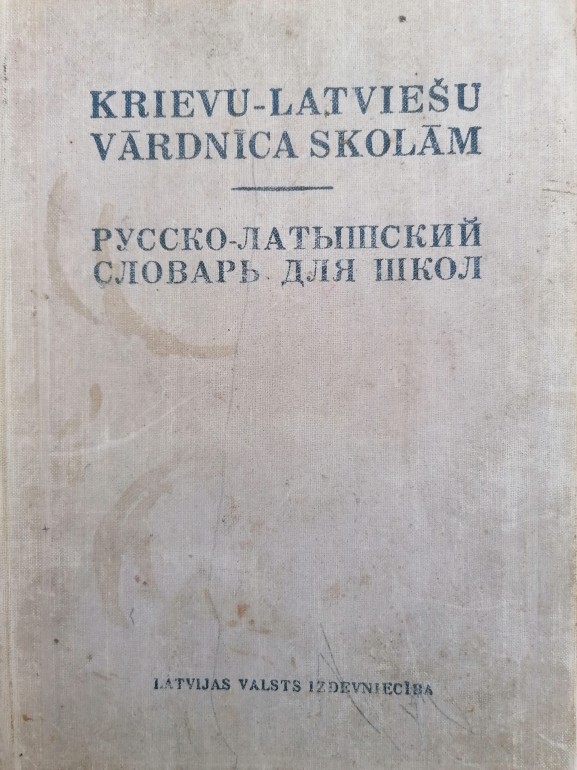 KRIEVU-LATVIEŠU
VĀRDNĪCA SKOLĀM
РУССКО-ЛАТЫШСКИЙ
СЛОВАРЬ ДЛЯ ШКОЛ
LATVIJAS VALSTS IZDEVNIECĪBA